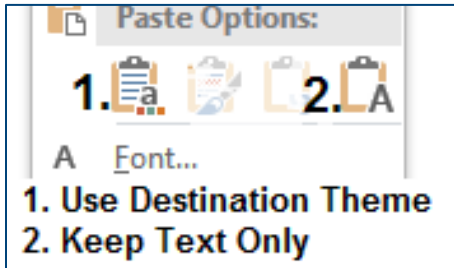 Paste Options:
1. a 2. A
A Font...
1. Use Destination Theme
2. Keep Text Only